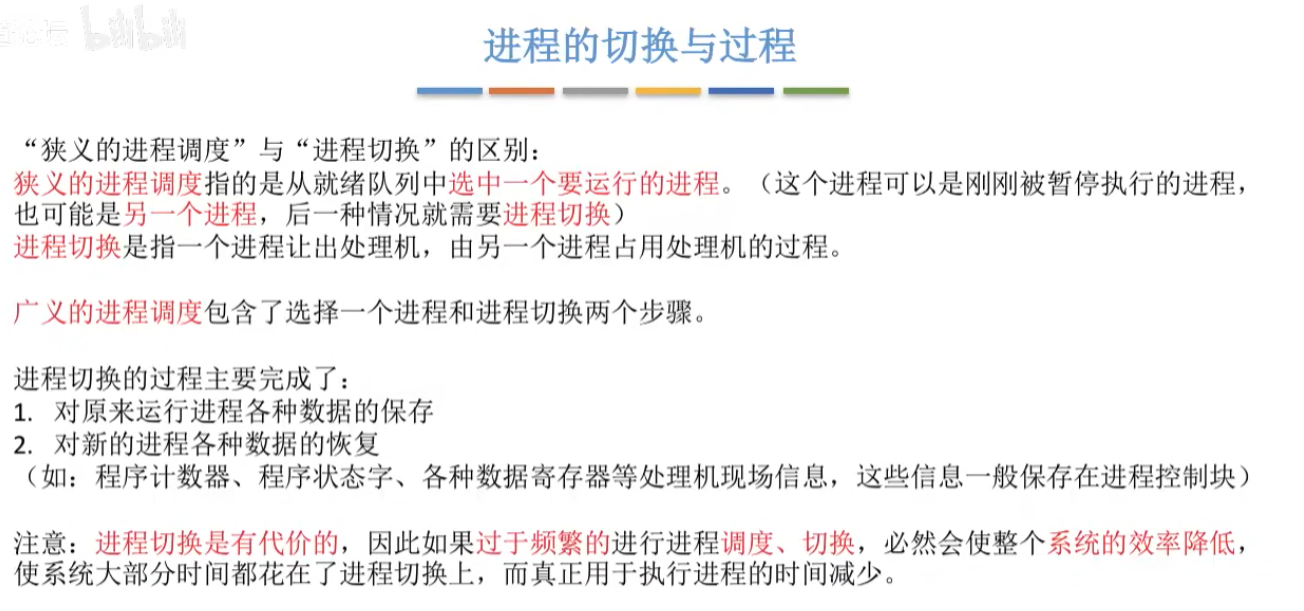 bilibili
进程的切换与过程
“狭义的进程调度”与“进程切换”的区别：
狭义的进程调度指的是从就绪队列中选中一个要运行的进程。（这个进程可以是刚刚被暂停执行的进程，
也可能是另一个进程，后一种情况就需要进程切换）
进程切换是指一个进程让出处理机，由另一个进程占用处理机的过程。
广义的进程调度包含了选择一个进程和进程切换两个步骤。
进程切换的过程主要完成了：
1. 对原来运行进程各种数据的保存
2. 对新的进程各种数据的恢复
（如：程序计数器、程序状态字、各种数据寄存器等处理机现场信息，这些信息一般保存在进程控制块）
注意：进程切换是有代价的，因此如果过于频繁的进行进程调度、切换，必然会使整个系统的效率降低，
使系统大部分时间都花在了进程切换上，而真正用于执行进程的时间减少。